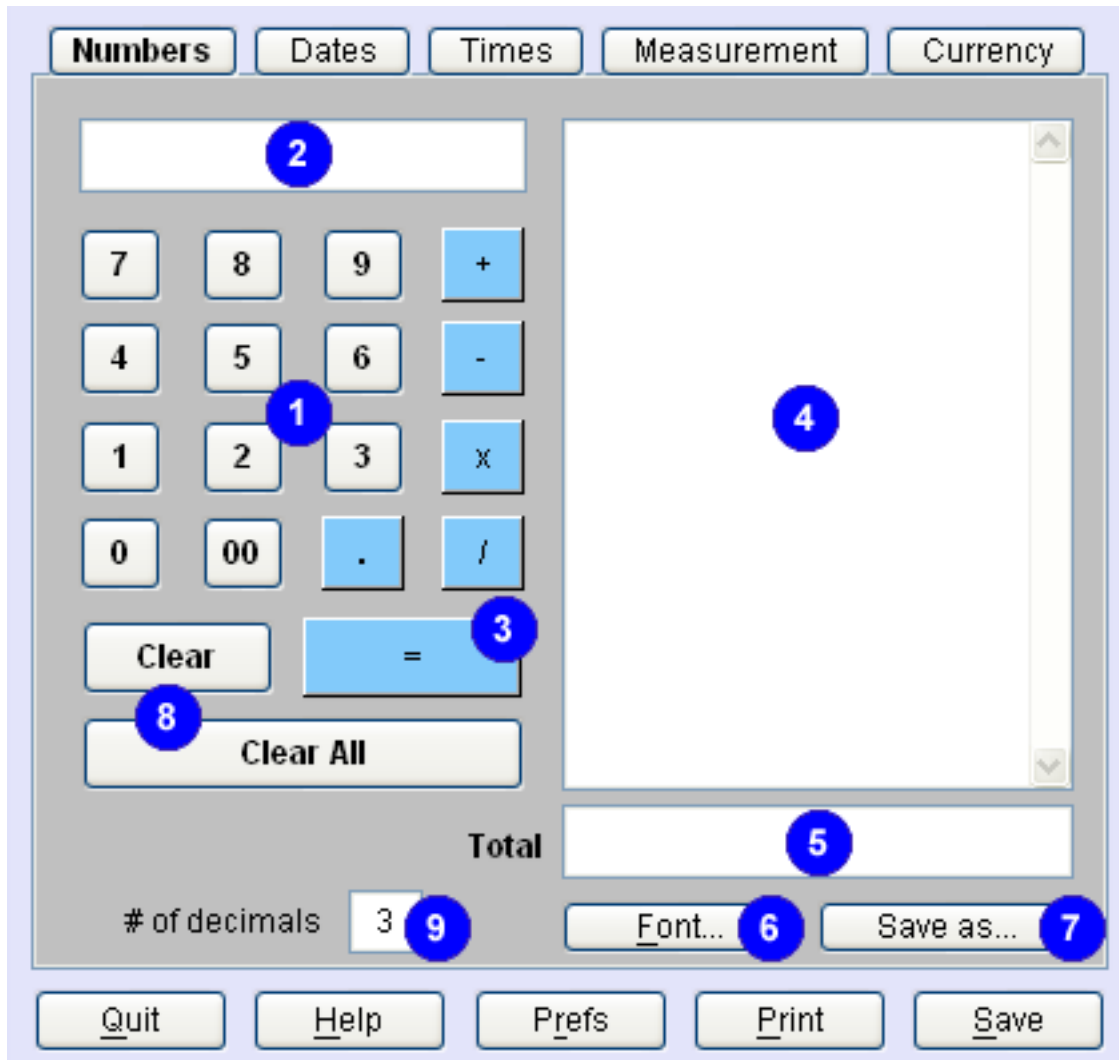 Numbers Dates Times Measurement Currency
2
7 8 9 +
4 5 6 -
1
4
1 2 3 x
0 00 . /
3
Clear =
8
Clear All
Total
5
# of decimals 3
9
Font... 6 Save as... 7
Quit Help Prefs Print Save